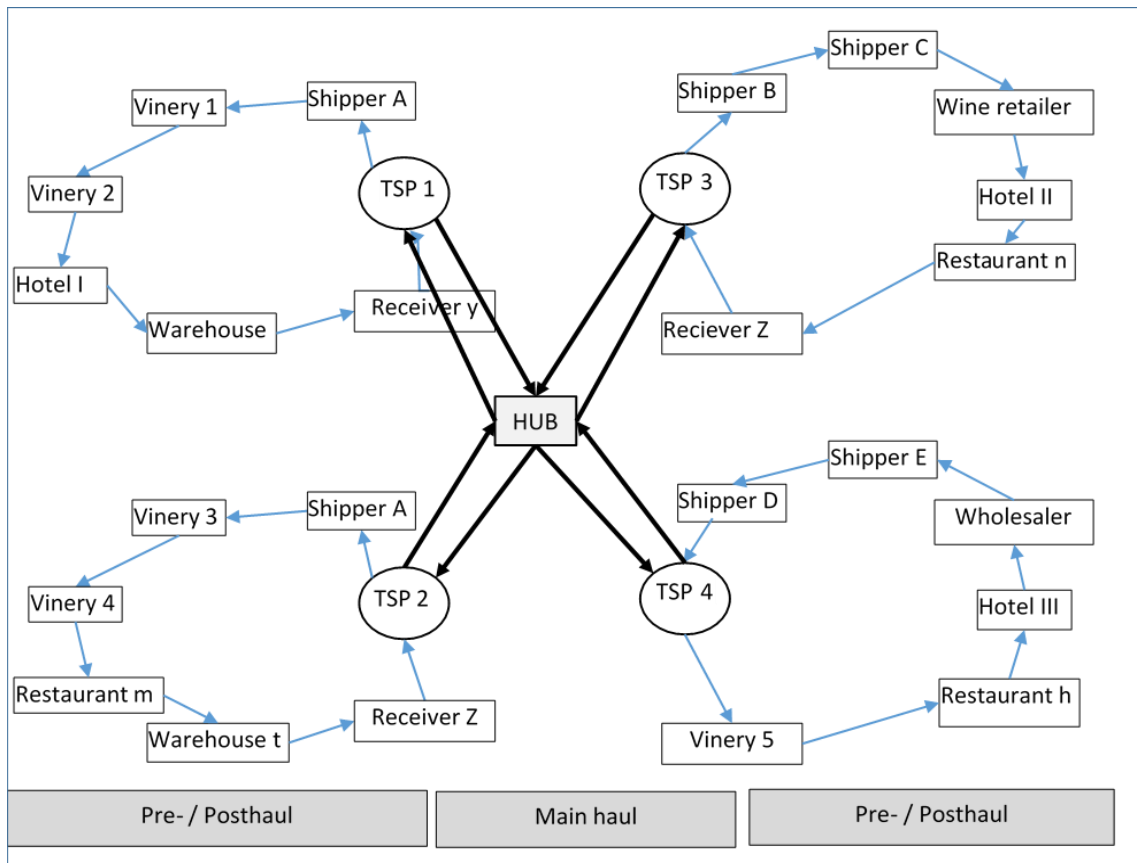 Shipper C
Shipper B
Shipper A
Vinery 1
Wine retailer
TSP 1
TSP 3
Vinery 2
Hotel II
Hotel I
Restaurant n
Receiver y
Warehouse
Reciever Z
HUB
Shipper E
Shipper D
Shipper A
Vinery 3
Wholesaler
TSP 2
TSP 4
Vinery 4
Hotel III
Restaurant m
Restaurant h
Receiver Z
Warehouse t
Vinery 5
Pre- / Posthaul
Main haul
Pre- / Posthaul